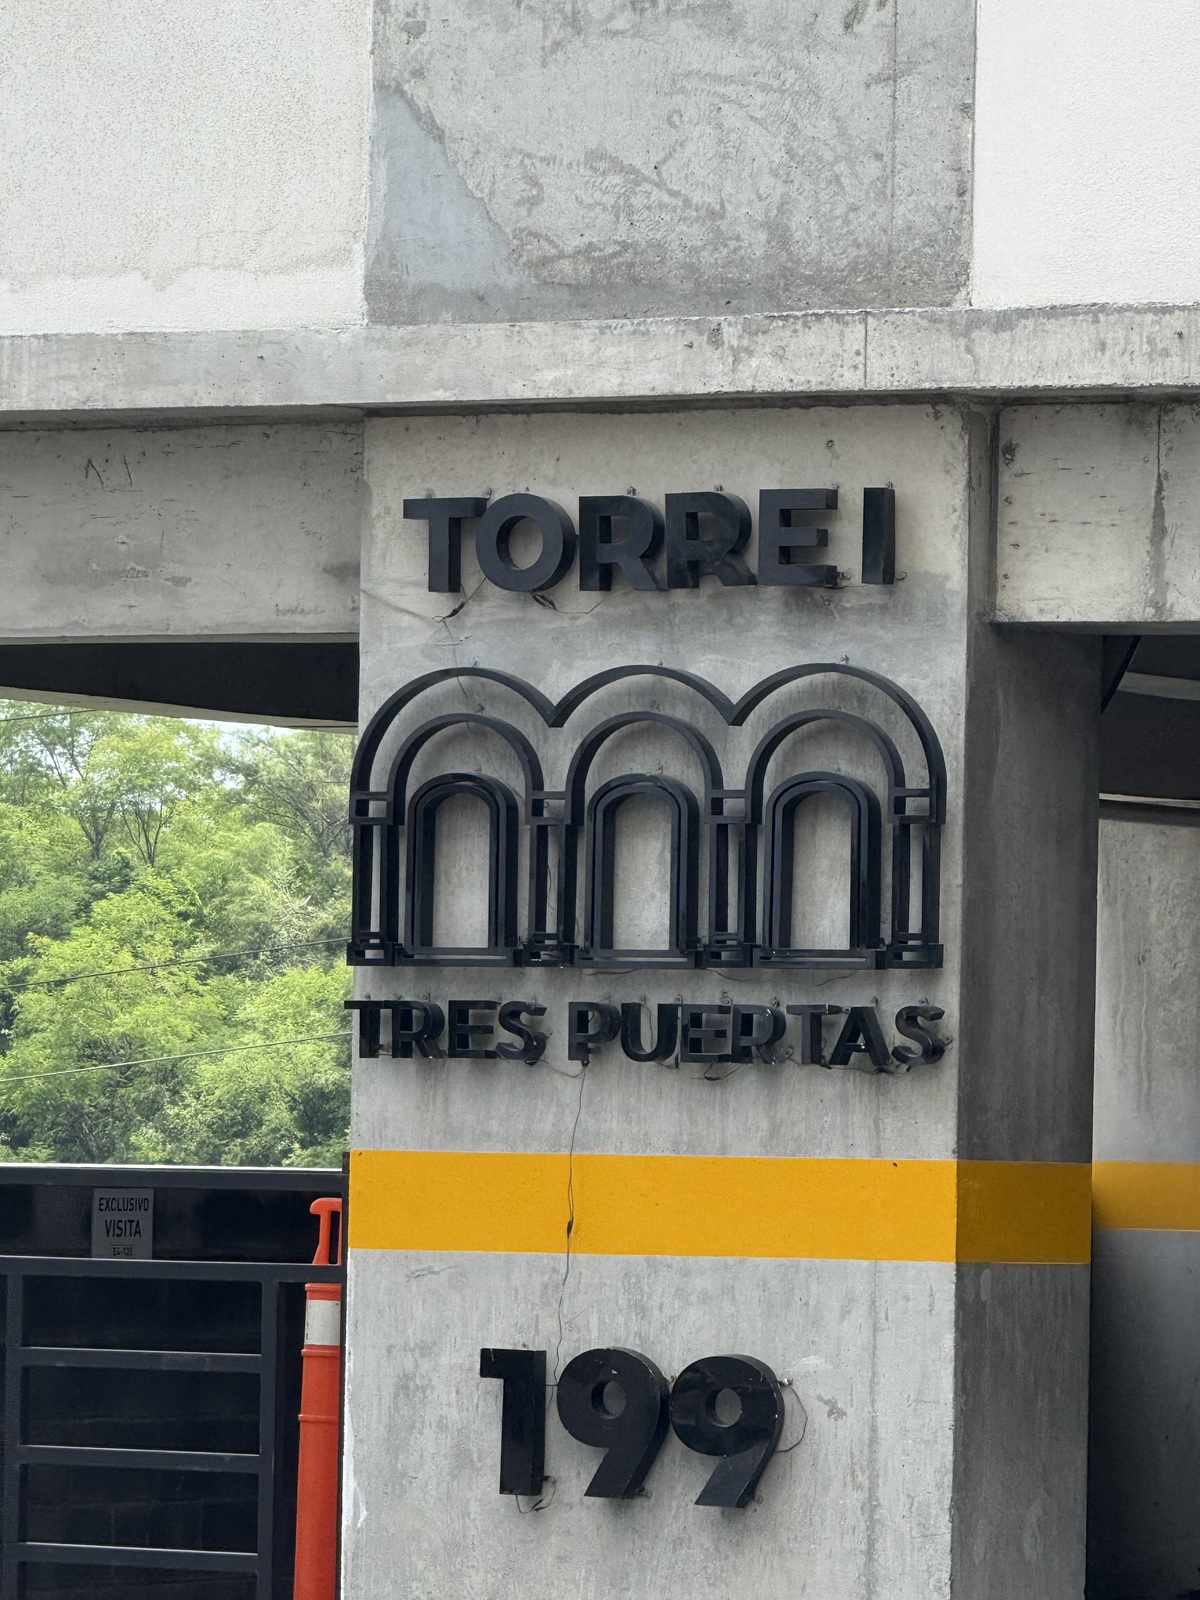 TORRE I
TRES PUERTAS
EXCLUSIVO
VISITA
199